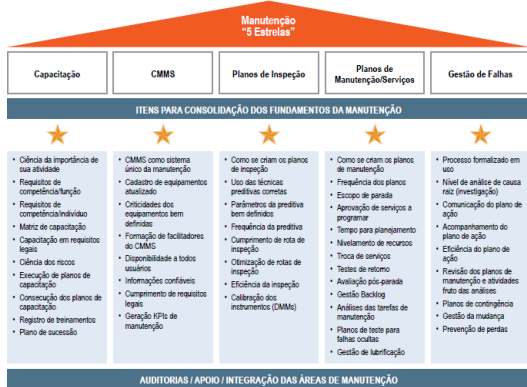 Manutenção
"5 Estrelas"
Capacitação
CMMS
Planos de Inspeção
Planos de
Manutenção/Serviços
Gestão de Falhas
ITENS PARA CONSOLIDAÇÃO DOS FUNDAMENTOS DA MANUTENÇÃO
• Ciência da importância de
sua atividade
• Requisitos de
competência/função
• Requisitos de
competência/indivíduo
• Matriz de capacitação
• Capacitação em requisitos
legais
• Ciência dos riscos
• Execução de planos de
capacitação
• Consecução dos planos de
capacitação
• Registro de treinamentos
• Plano de sucessão
• CMMS como sistema
único da manutenção
• Cadastro de equipamentos
atualizado
• Criticidades dos
equipamentos bem
definidas
• Formação de facilitadores
do CMMS
• Disponibilidade a todos
usuários
• Informações confiáveis
• Cumprimento de requisitos
legais
• Geração KPIs de
manutenção
• Como se criam os planos
de inspeção
• Uso das técnicas
preditivas corretas
• Parâmetros da preditiva
bem definidos
• Frequência da preditiva
• Cumprimento de rota de
inspeção
• Otimização de rotas de
inspeção
• Eficiência da inspeção
• Calibração dos
instrumentos (DMMs)
• Como se criam os planos
de manutenção
• Frequência dos planos
• Escopo de parada
• Aprovação de serviços a
programar
• Tempo para planejamento
• Nivelamento de recursos
• Troca de serviços
• Testes de retorno
• Avaliação pós-parada
• Gestão Backlog
• Análises das tarefas de
manutenção
• Planos de teste para
falhas ocultas
• Gestão de lubrificação
• Processo formalizado em
uso
• Nível de análise de causa
raiz (investigação)
• Comunicação do plano de
ação
• Acompanhamento do
plano de ação
• Eficiência do plano de
ação
• Revisão dos planos de
manutenção e atividades
fruto das análises
• Planos de contingência
• Gestão da mudança
• Prevenção de perdas
AUDITORIAS / APOIO / INTEGRAÇÃO DAS ÁREAS DE MANUTENÇÃO